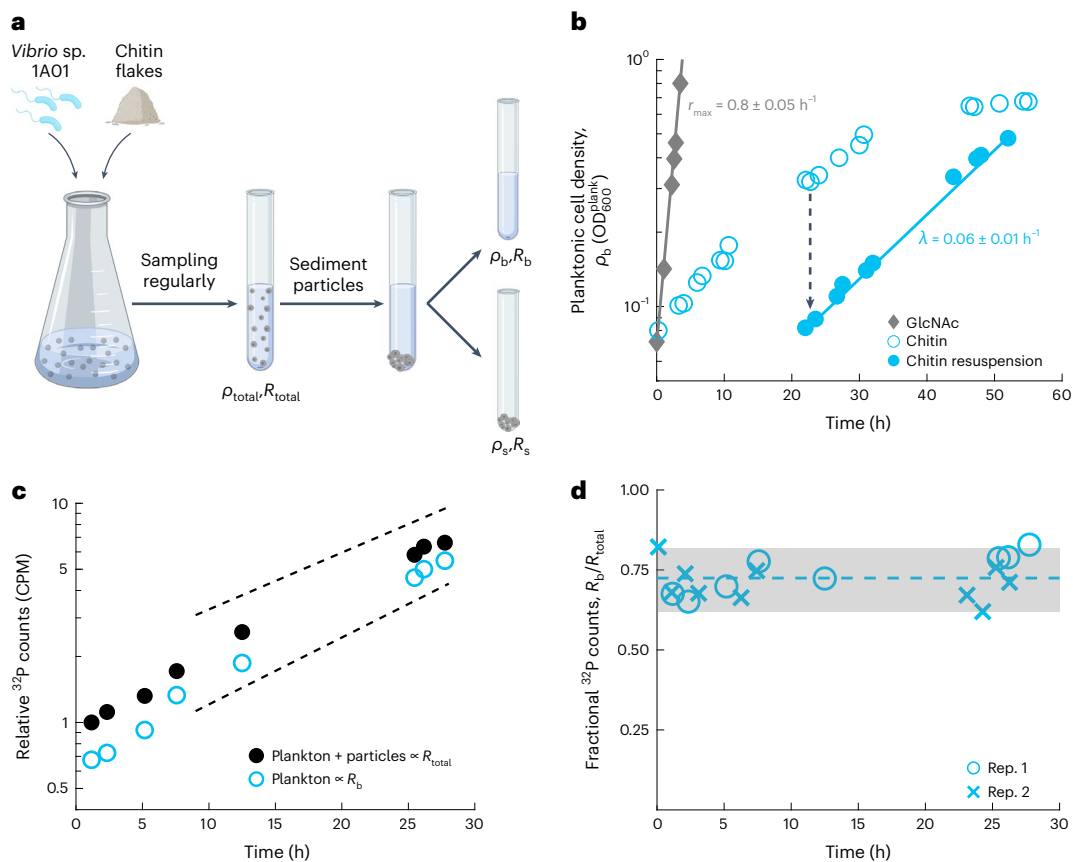 a
Vibrio sp.
1A01
Chitin
flakes
Sampling
regularly
Sediment
particles
ρtotal,Rtotal
ρb,Rb
ρs,Rs
b
Planktonic cell density,
ρb (OD600plank)
10⁰
10⁻¹
rmax = 0.8 ± 0.05 h⁻¹
λ = 0.06 ± 0.01 h⁻¹
GlcNAc
Chitin
Chitin resuspension
0 10 20 30 40 50 60
Time (h)
c
Relative ³²P counts (CPM)
10
5
1
0.5
Plankton + particles ∝ Rtotal
Plankton ∝ Rb
0 5 10 15 20 25 30
Time (h)
d
Fractional ³²P counts, Rb/Rtotal
1.00
0.75
0.50
0.25
Rep. 1
Rep. 2
0 5 10 15 20 25 30
Time (h)